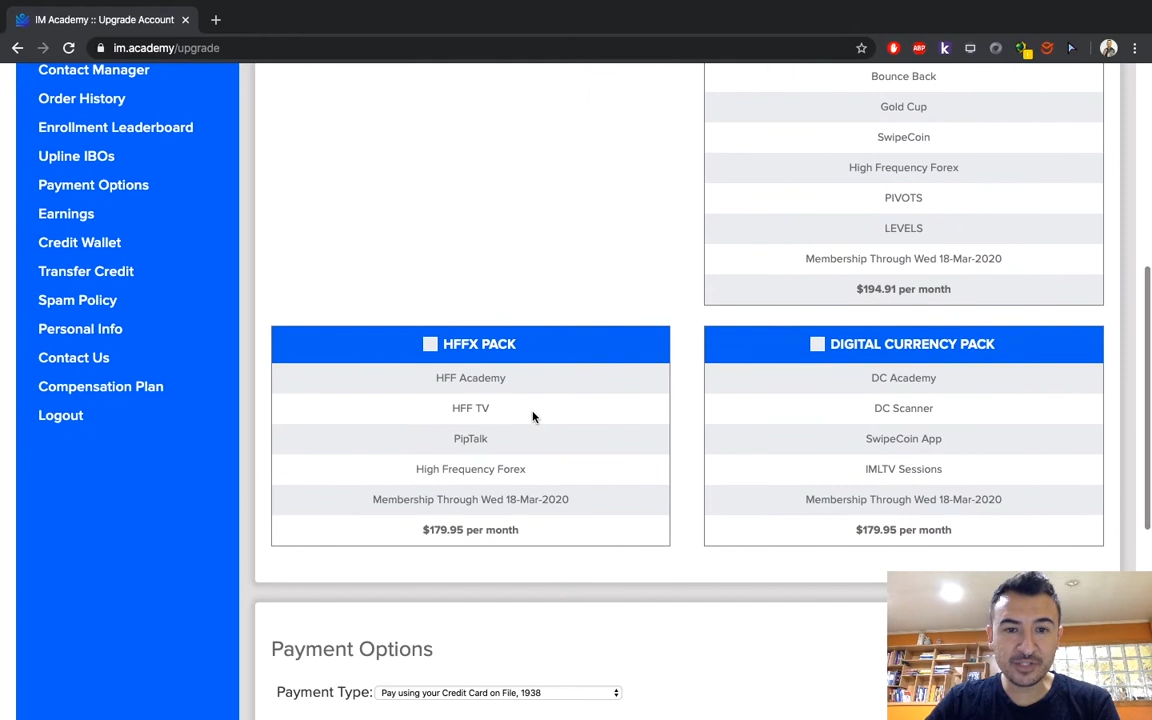 IM Academy :: Upgrade Account
im.academy/upgrade
ABP
k
Contact Manager
Order History
Enrollment Leaderboard
Upline IBOs
Payment Options
Earnings
Credit Wallet
Transfer Credit
Spam Policy
Personal Info
Contact Us
Compensation Plan
Logout
Bounce Back
Gold Cup
SwipeCoin
High Frequency Forex
PIVOTS
LEVELS
Membership Through Wed 18-Mar-2020
$194.91 per month
HFFX PACK
HFF Academy
HFF TV
PipTalk
High Frequency Forex
Membership Through Wed 18-Mar-2020
$179.95 per month
DIGITAL CURRENCY PACK
DC Academy
DC Scanner
SwipeCoin App
IMLTV Sessions
Membership Through Wed 18-Mar-2020
$179.95 per month
Payment Options
Payment Type: Pay using your Credit Card on File, 1938